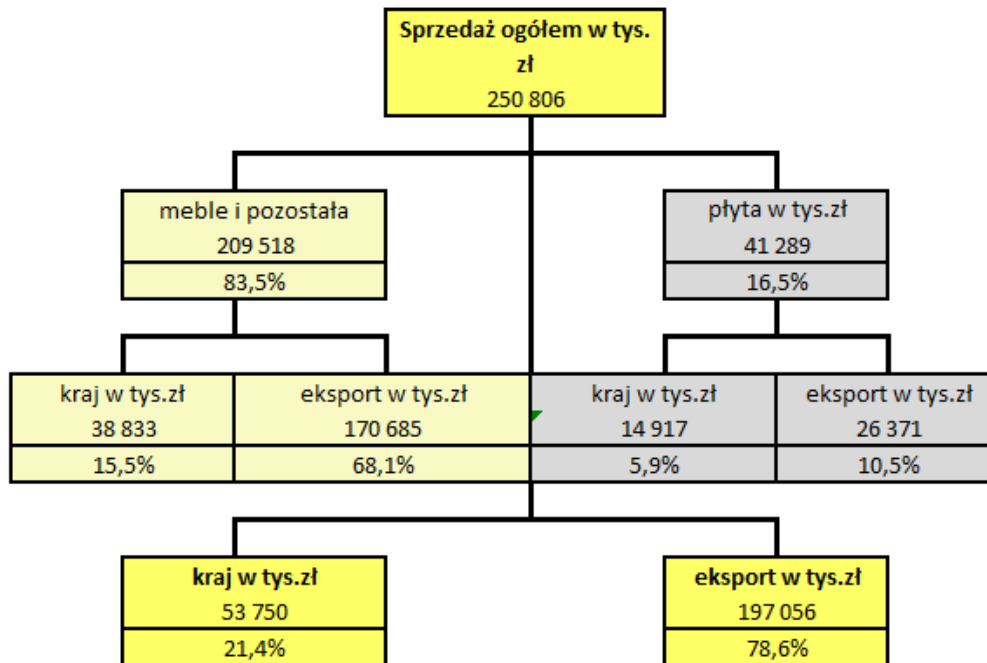 Sprzedaż ogółem w tys.
zł
250 806
meble i pozostała
209 518
83,5%
płyta w tys.zł
41 289
16,5%
kraj w tys.zł
38 833
15,5%
eksport w tys.zł
170 685
68,1%
kraj w tys.zł
14 917
5,9%
eksport w tys.zł
26 371
10,5%
kraj w tys.zł
53 750
21,4%
eksport w tys.zł
197 056
78,6%